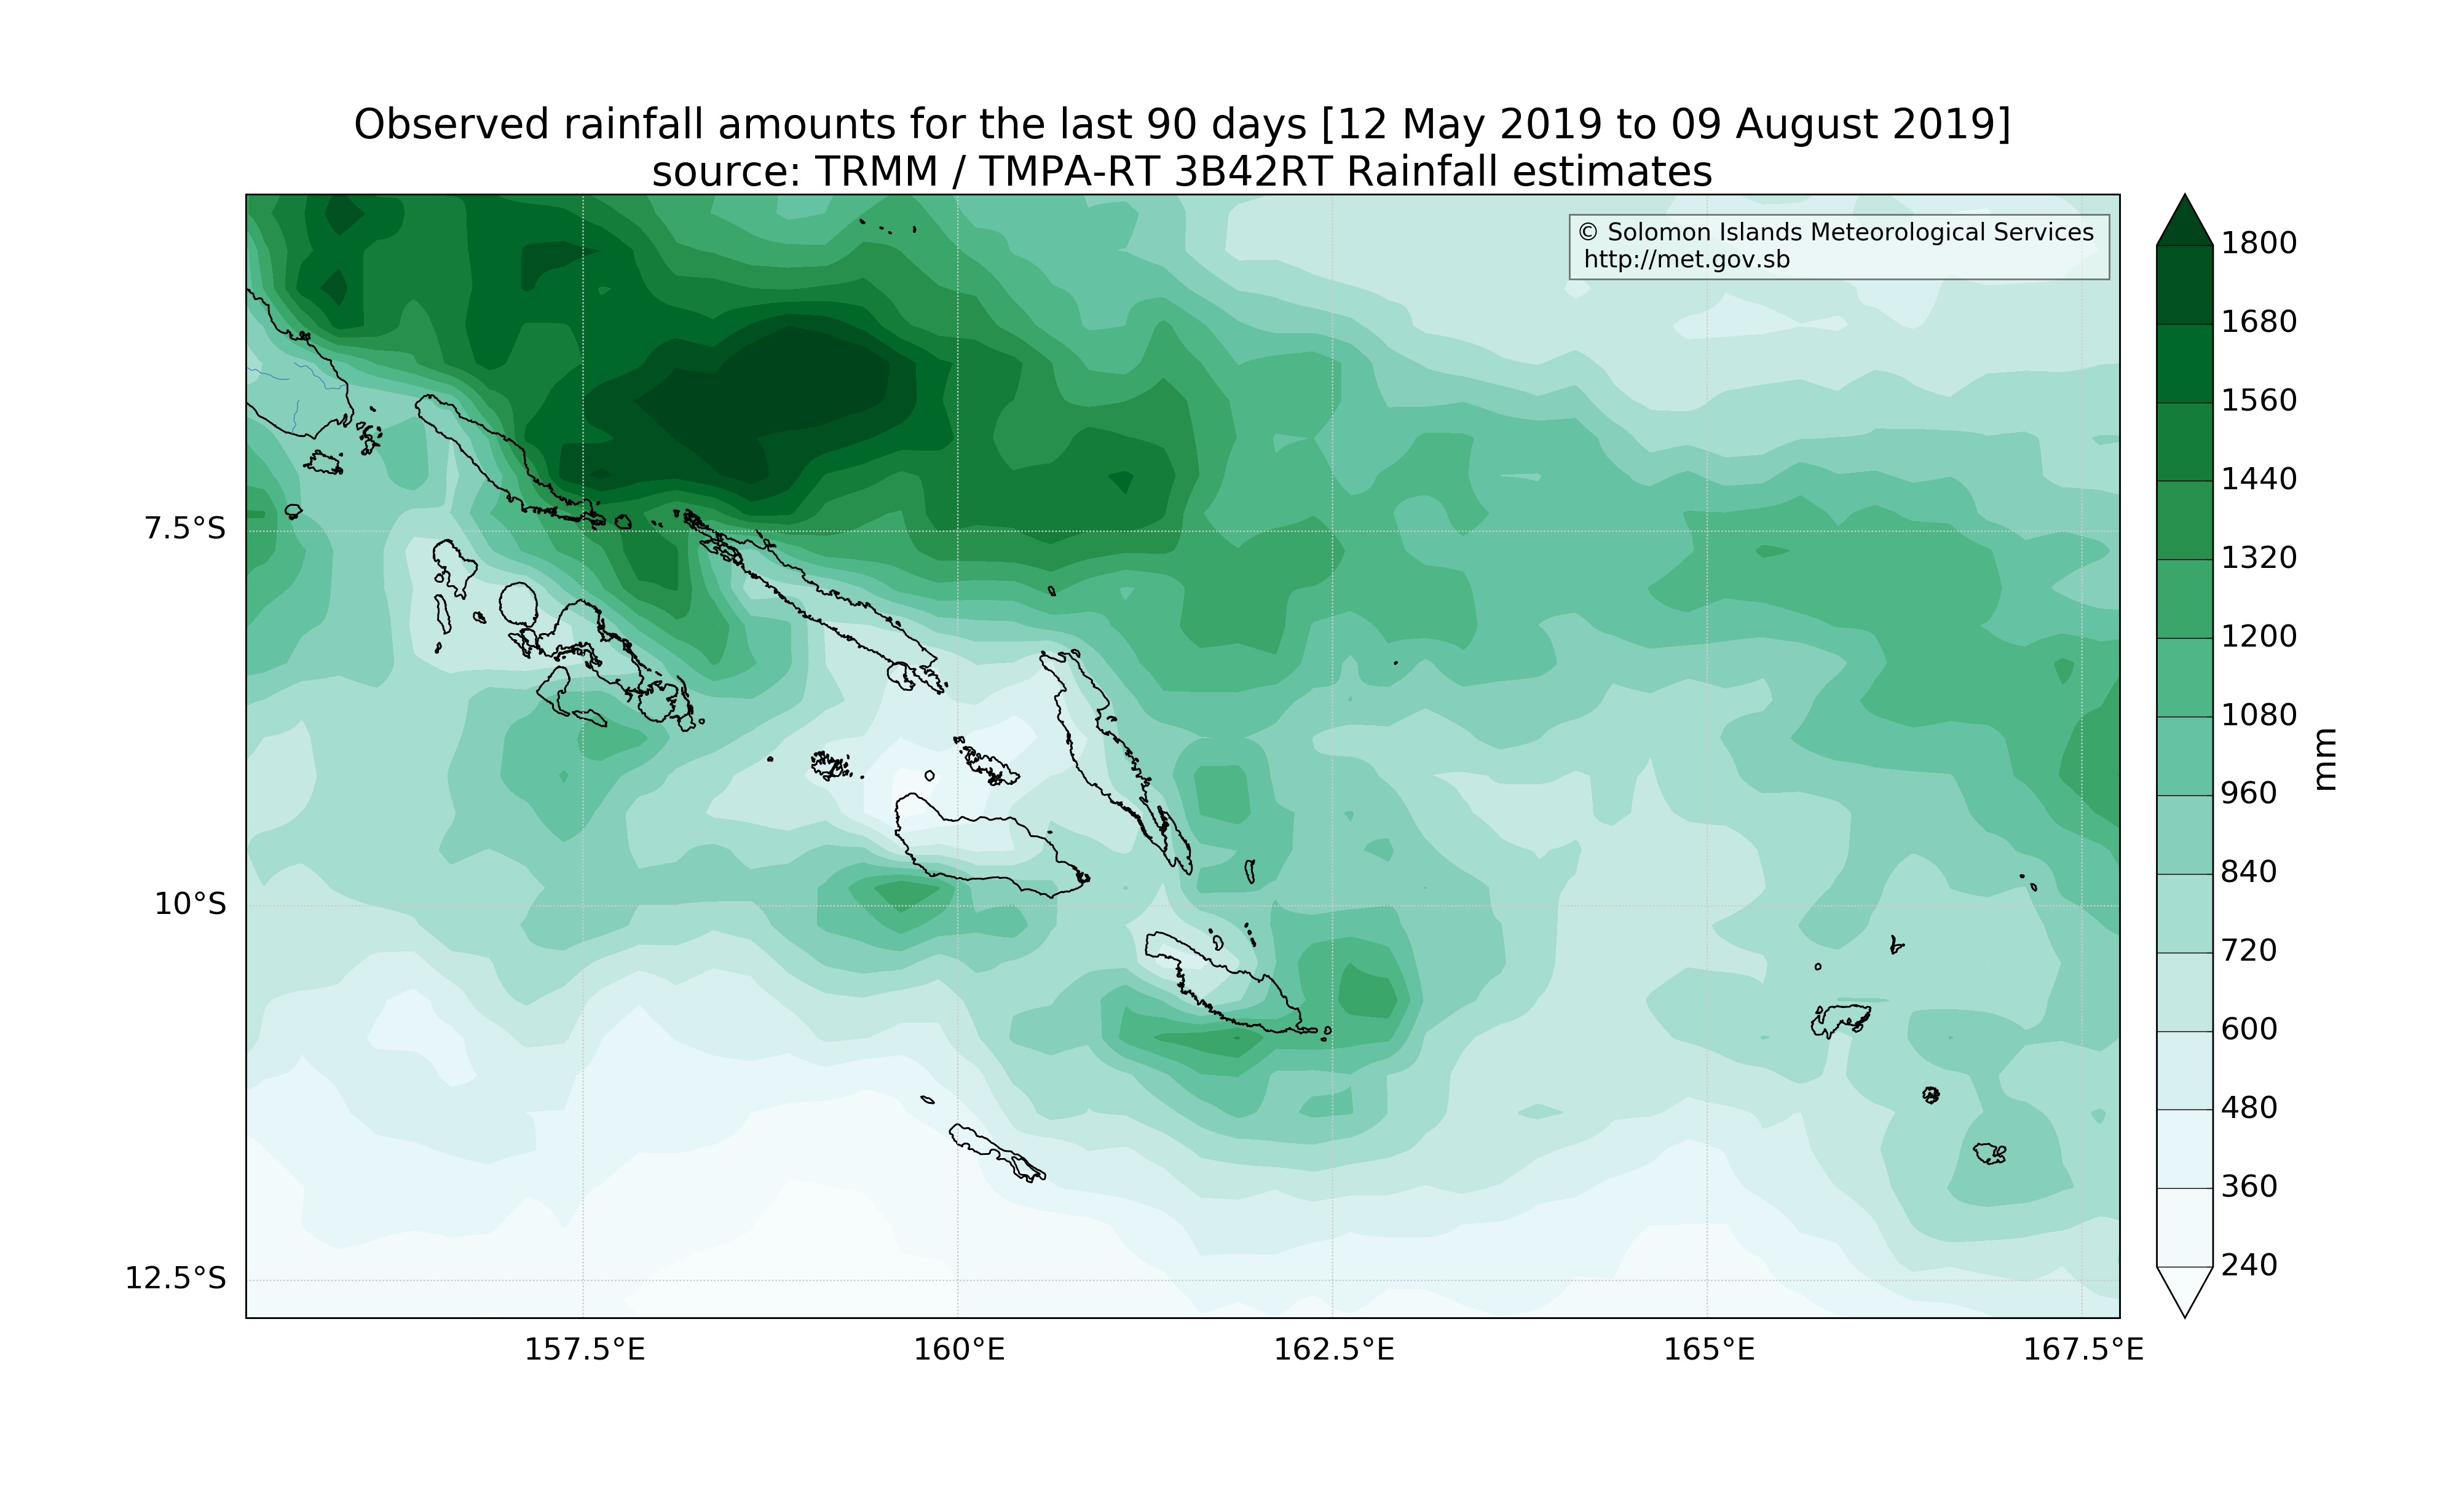 Observed rainfall amounts for the last 90 days [12 May 2019 to 09 August 2019]
source: TRMM / TMPA-RT 3B42RT Rainfall estimates
© Solomon Islands Meteorological Services
http://met.gov.sb
7.5°S
10°S
12.5°S
157.5°E
160°E
162.5°E
165°E
167.5°E
1800
1680
1560
1440
1320
1200
1080
960
840
720
600
480
360
240
mm